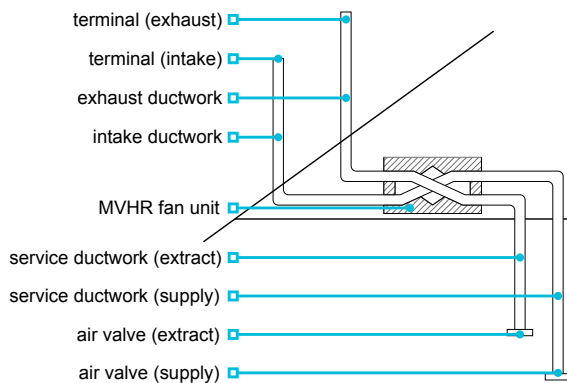 terminal (exhaust)
terminal (intake)
exhaust ductwork
intake ductwork
MVHR fan unit
service ductwork (extract)
service ductwork (supply)
air valve (extract)
air valve (supply)